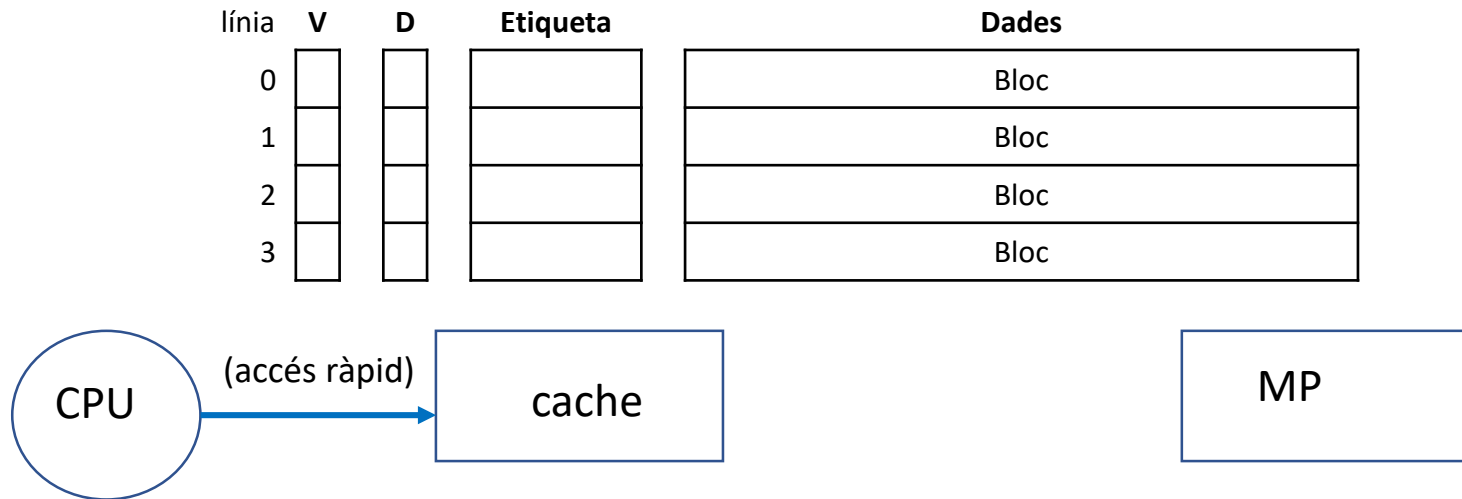 línia V D Etiqueta Dades
0 Bloc
1 Bloc
2 Bloc
3 Bloc
(accés ràpid)
CPU cache MP